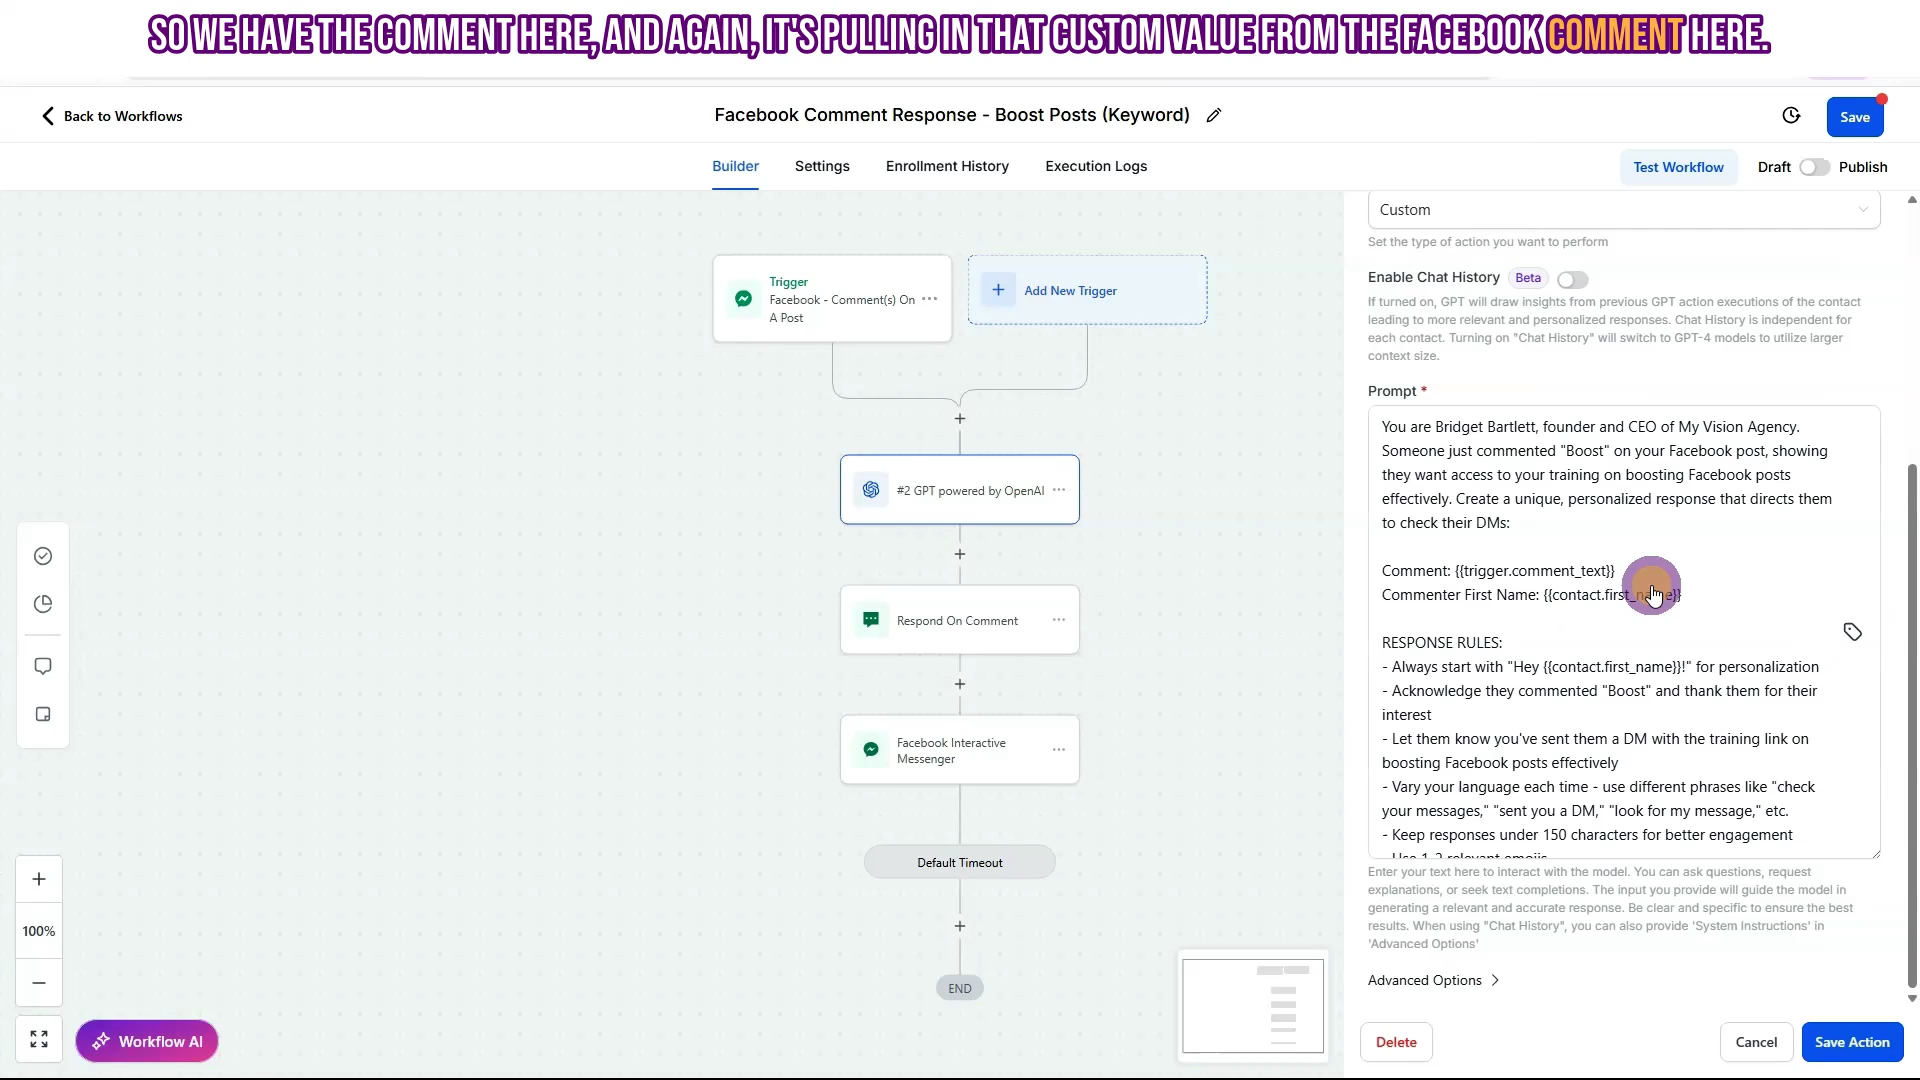 SO WE HAVE THE COMMENT HERE, AND AGAIN, IT'S PULLING IN THAT CUSTOM VALUE FROM THE FACEBOOK COMMENT HERE.
Back to Workflows
Facebook Comment Response - Boost Posts (Keyword)
Save
Builder
Settings
Enrollment History
Execution Logs
Test Workflow
Draft
Publish
Trigger
Facebook - Comment(s) On
A Post
Add New Trigger
#2 GPT powered by OpenAI
Respond On Comment
Facebook Interactive
Messenger
Default Timeout
END
100%
Workflow AI
Custom
Set the type of action you want to perform
Enable Chat History Beta
If turned on, GPT will draw insights from previous GPT action executions of the contact
leading to more relevant and personalized responses. Chat History is independent for
each contact. Turning on "Chat History" will switch to GPT-4 models to utilize larger
context size.
Prompt *
You are Bridget Bartlett, founder and CEO of My Vision Agency.
Someone just commented "Boost" on your Facebook post, showing
they want access to your training on boosting Facebook posts
effectively. Create a unique, personalized response that directs them
to check their DMs:
Comment: {{trigger.comment_text}}
Commenter First Name: {{contact.first_name}}
RESPONSE RULES:
- Always start with "Hey {{contact.first_name}}!" for personalization
- Acknowledge they commented "Boost" and thank them for their
interest
- Let them know you've sent them a DM with the training link on
boosting Facebook posts effectively
- Vary your language each time - use different phrases like "check
your messages," "sent you a DM," "look for my message," etc.
- Keep responses under 150 characters for better engagement
- Use 1-2 relevant emojis
Enter your text here to interact with the model. You can ask questions, request
explanations, or seek text completions. The input you provide will guide the model in
generating a relevant and accurate response. Be clear and specific to ensure the best
results. When using "Chat History", you can also provide 'System Instructions' in
'Advanced Options'
Advanced Options
Delete
Cancel
Save Action